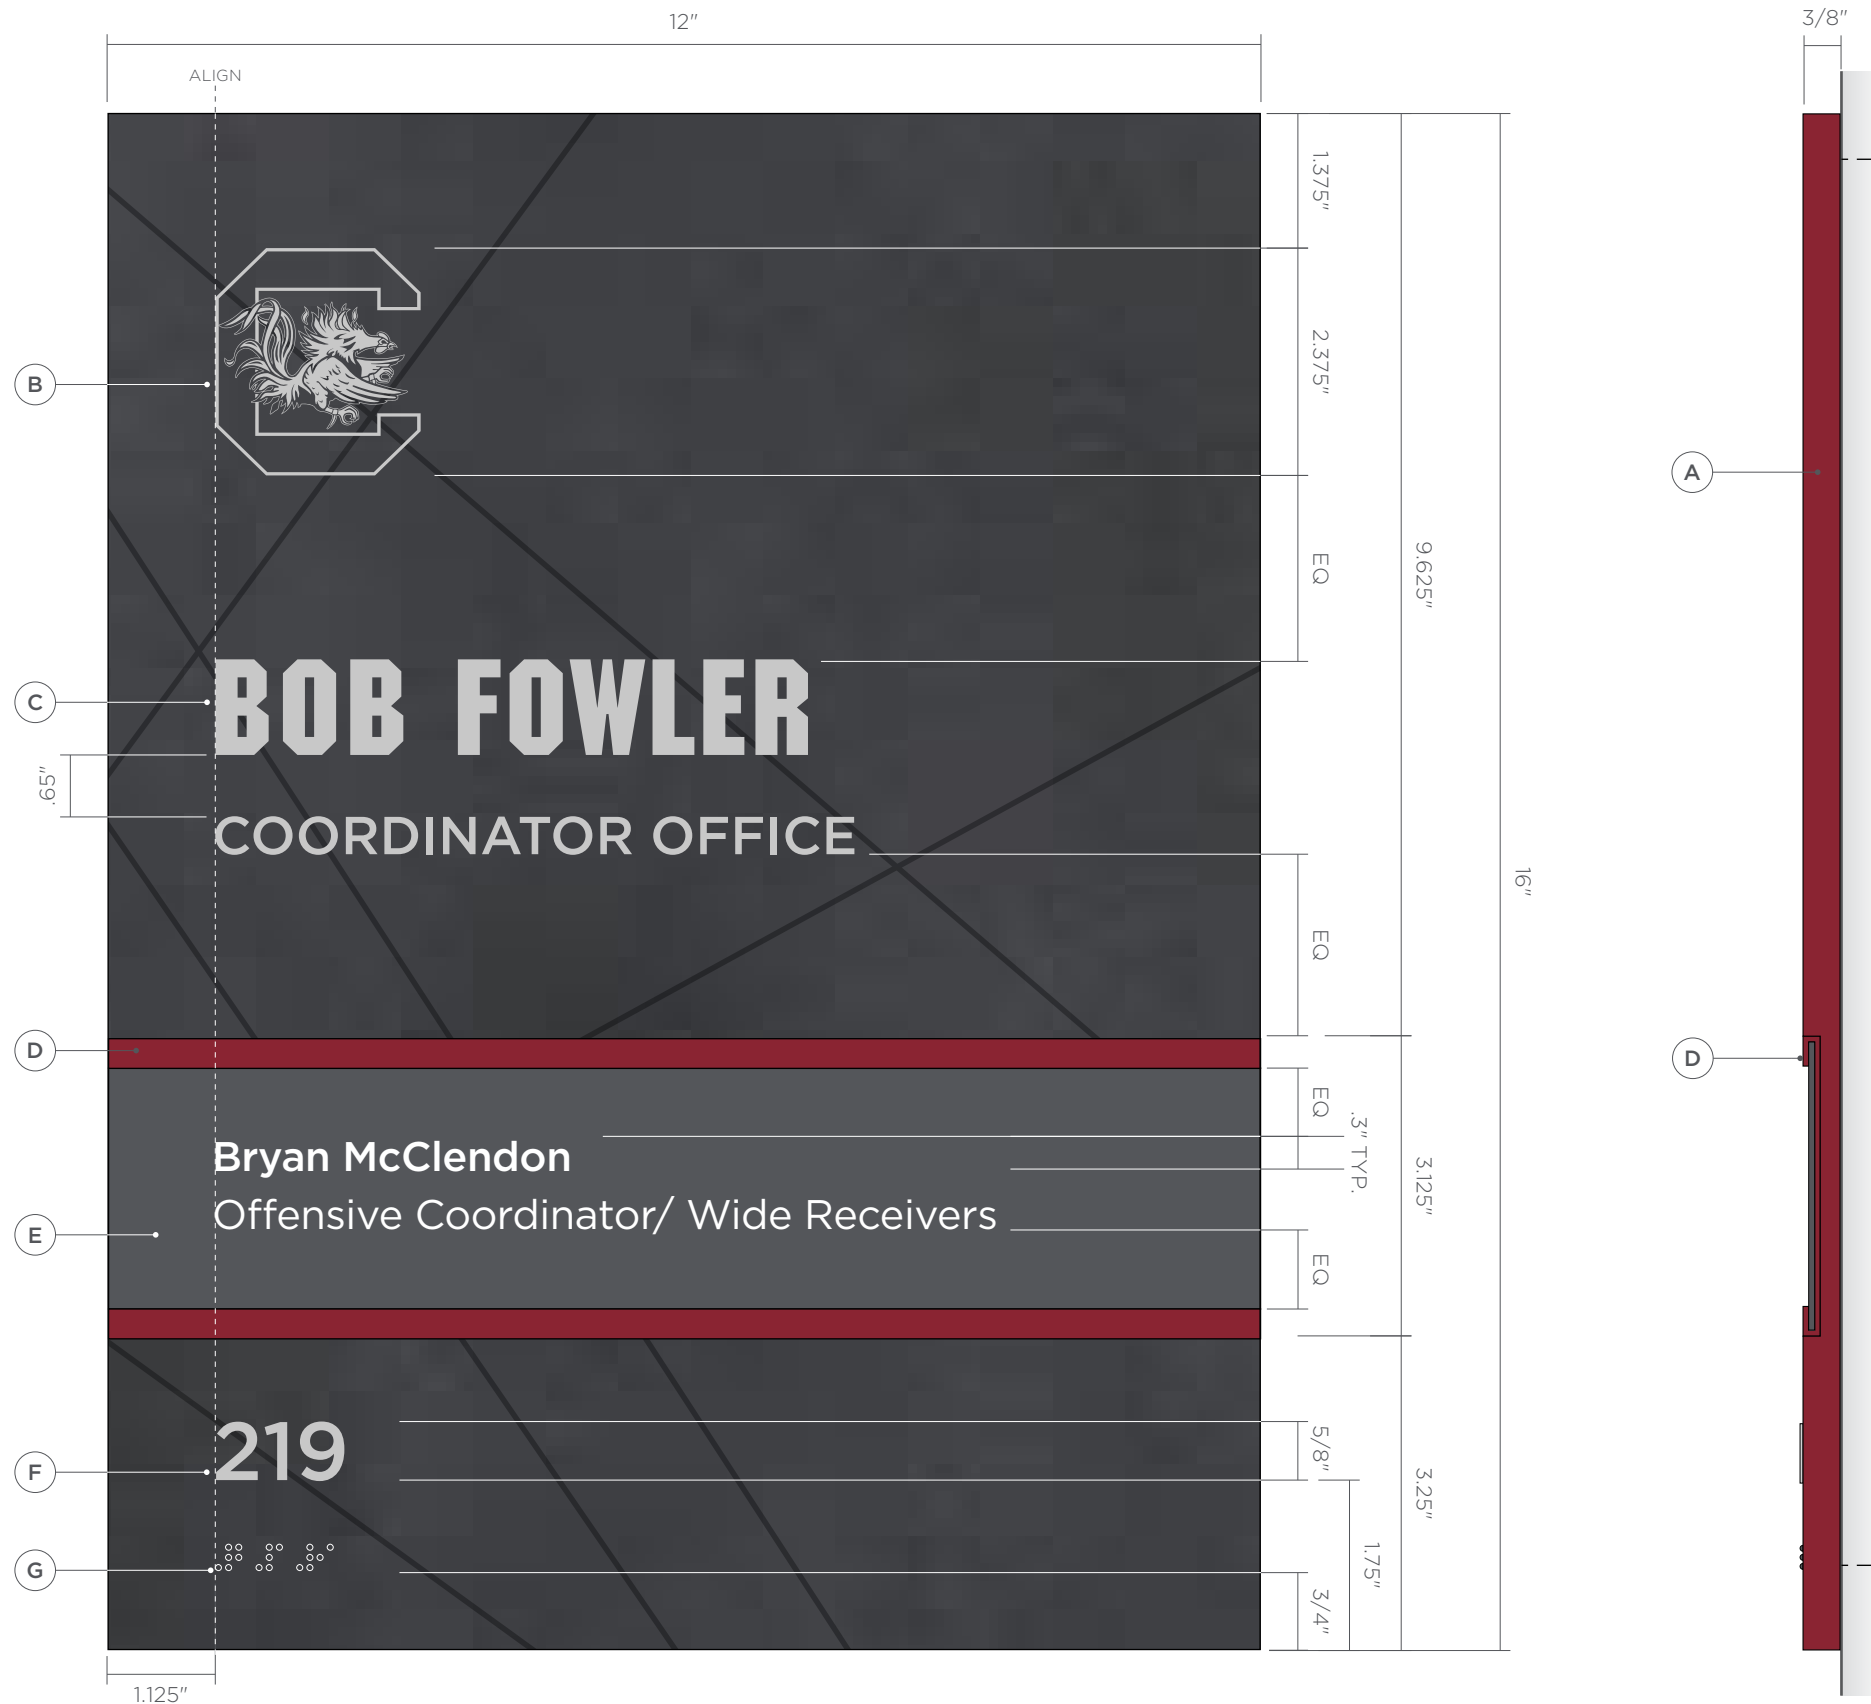 12"
3/8"
ALIGN
1.375"
2.375"
B
A
EQ
9.625"
BOB FOWLER
C
.65"
COORDINATOR OFFICE
16"
EQ
D
D
EQ
.3" TYP.
Bryan McClendon
3.125"
Offensive Coordinator/ Wide Receivers
E
EQ
219
5/8"
F
3.25"
1.75"
G
3/4"
1.125"